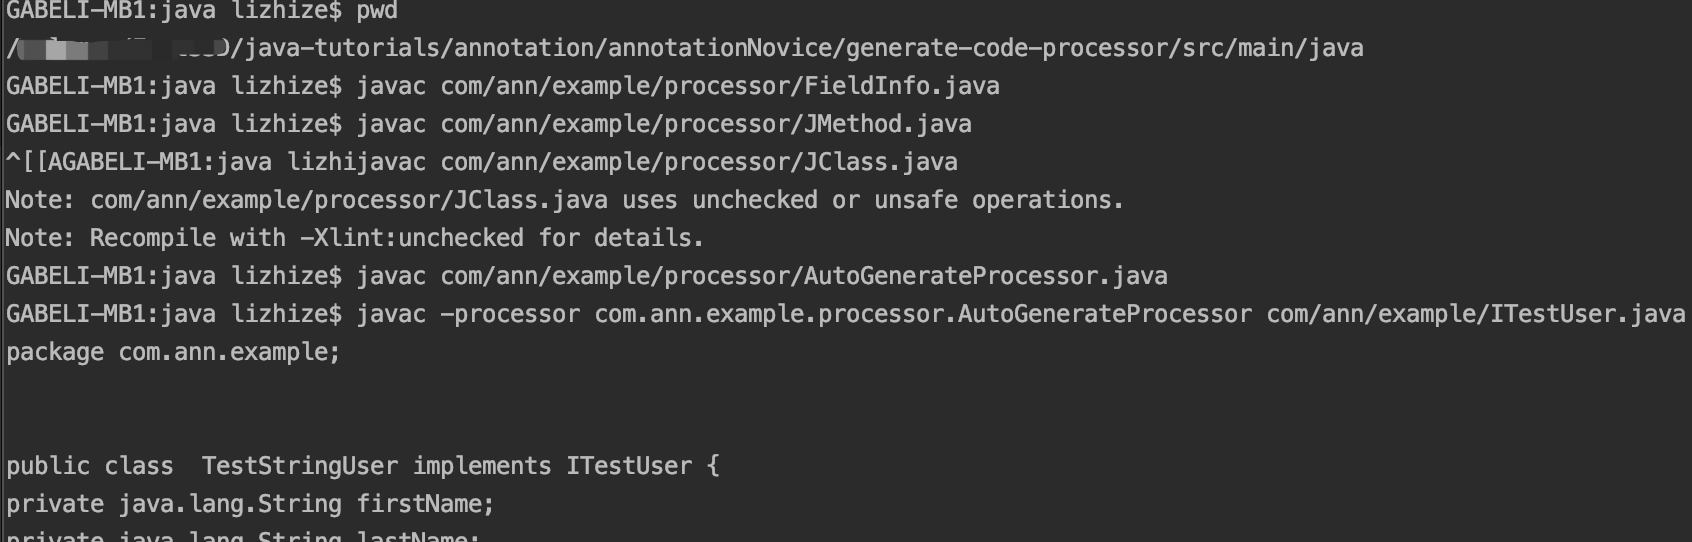 GABELI-MB1:java lizhize$ pwd
/java-tutorials/annotation/annotationNovice/generate-code-processor/src/main/java
GABELI-MB1:java lizhize$ javac com/ann/example/processor/FieldInfo.java
GABELI-MB1:java lizhize$ javac com/ann/example/processor/JMethod.java
^[[AGABELI-MB1:java lizhijavac com/ann/example/processor/JClass.java
Note: com/ann/example/processor/JClass.java uses unchecked or unsafe operations.
Note: Recompile with -Xlint:unchecked for details.
GABELI-MB1:java lizhize$ javac com/ann/example/processor/AutoGenerateProcessor.java
GABELI-MB1:java lizhize$ javac -processor com.ann.example.processor.AutoGenerateProcessor com/ann/example/ITestUser.java
package com.ann.example;
public class  TestStringUser implements ITestUser {
private java.lang.String firstName;
private java.lang.String lastName;